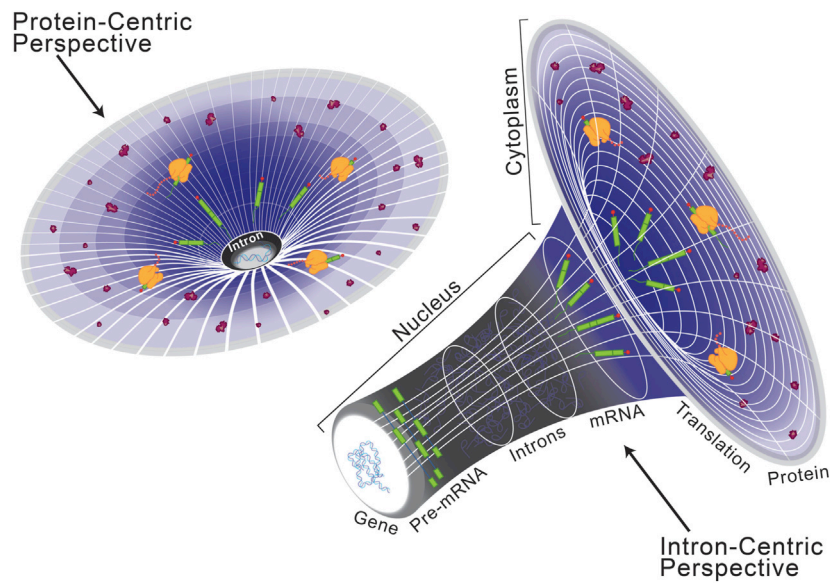 Protein-Centric
Perspective
Intron
Cytoplasm
Nucleus
Gene
Pre-mRNA
Introns
mRNA
Translation
Protein
Intron-Centric
Perspective